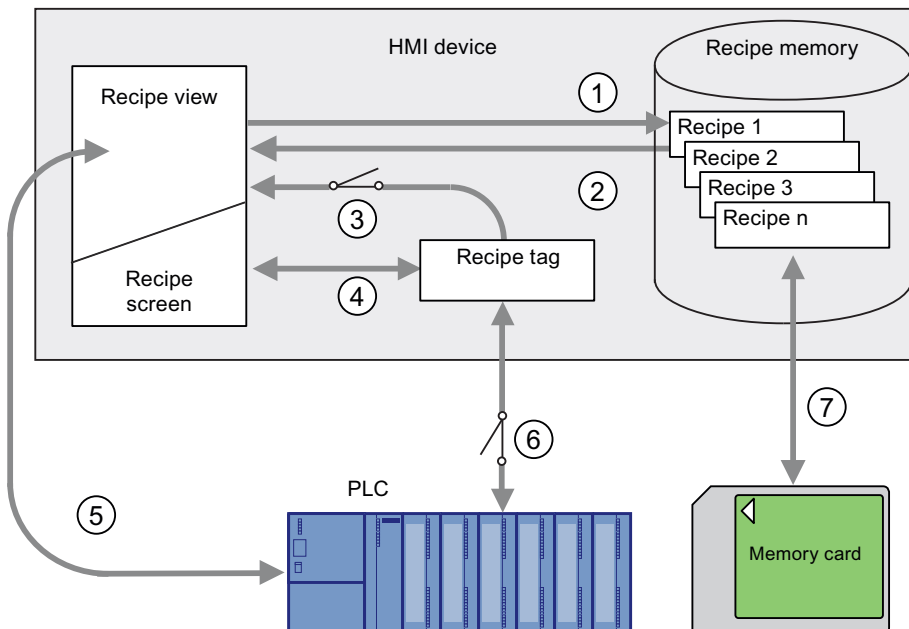 HMI device
Recipe memory
Recipe view
1
Recipe 1
Recipe 2
Recipe 3
Recipe n
2
3
Recipe tag
Recipe
screen
4
7
6
PLC
5
Memory card